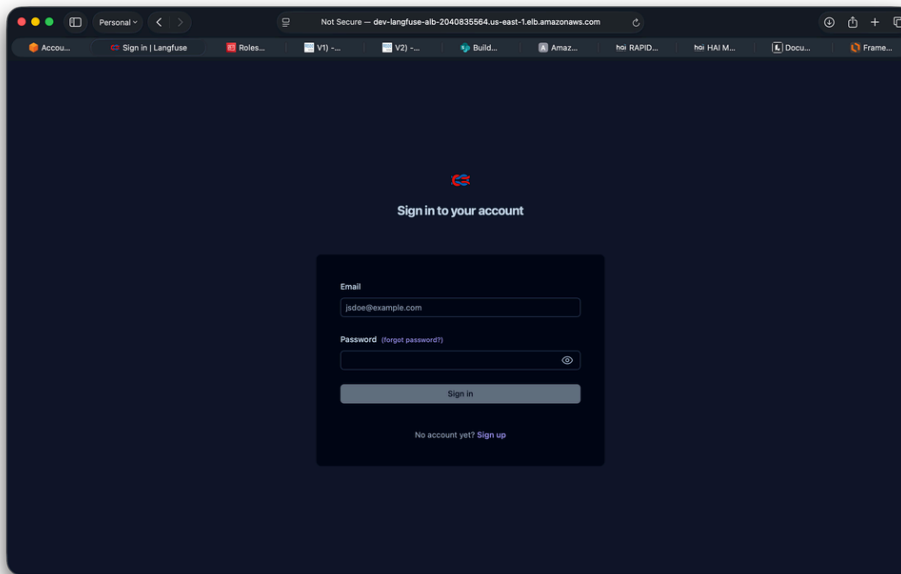 Personal
Not Secure — dev-langfuse-alb-2040835564.us-east-1.elb.amazonaws.com
Accou... Sign in | Langfuse Roles... V1) -... V2) -... Build... Amaz... hai RAPID... hai HAI M... Docu... Frame...
Sign in to your account
Email
jsdoe@example.com
Password (forgot password?)
Sign in
No account yet? Sign up